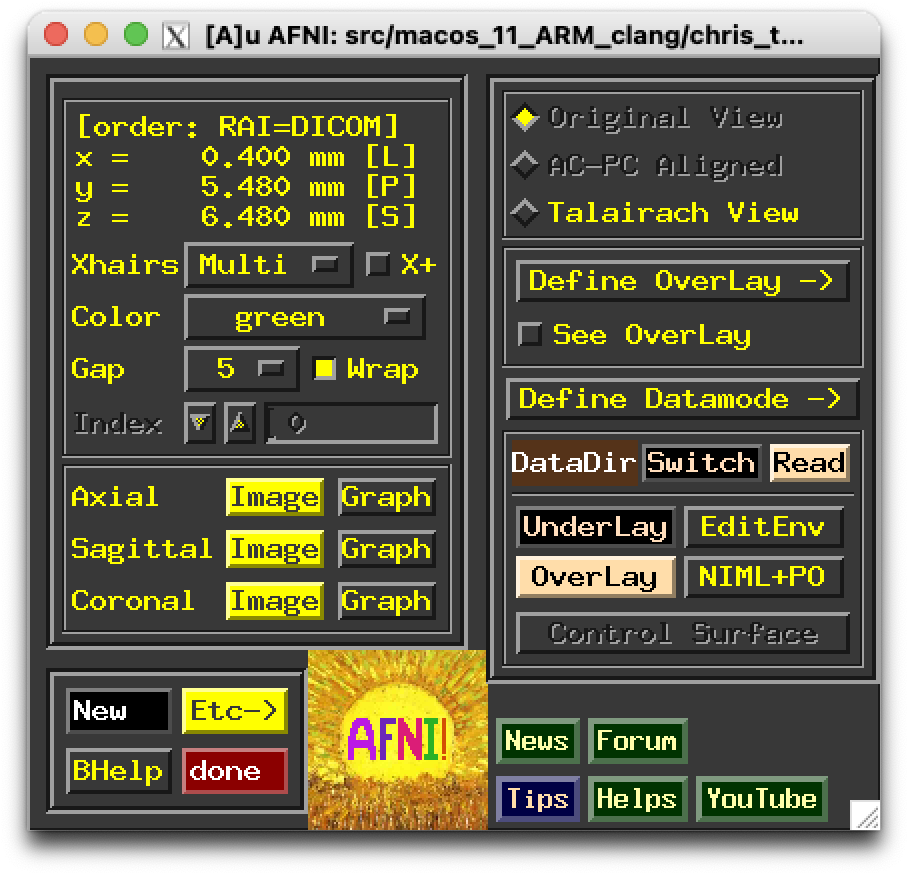 [A]u AFNI: src/macos_11_ARM_clang/chris_t...
[order: RAI=DICOM]
x = 0.400 mm [L]
y = 5.480 mm [P]
z = 6.480 mm [S]
Xhairs Multi X+
Color green
Gap 5 Wrap
Index 0
Axial Image Graph
Sagittal Image Graph
Coronal Image Graph
New Etc->
BHelp done
AFNI!
Original View
AC-PC Aligned
Talairach View
Define OverLay ->
See OverLay
Define Datamode ->
DataDir Switch Read
UnderLay EditEnv
OverLay NIML+PO
Control Surface
News Forum
Tips Helps YouTube